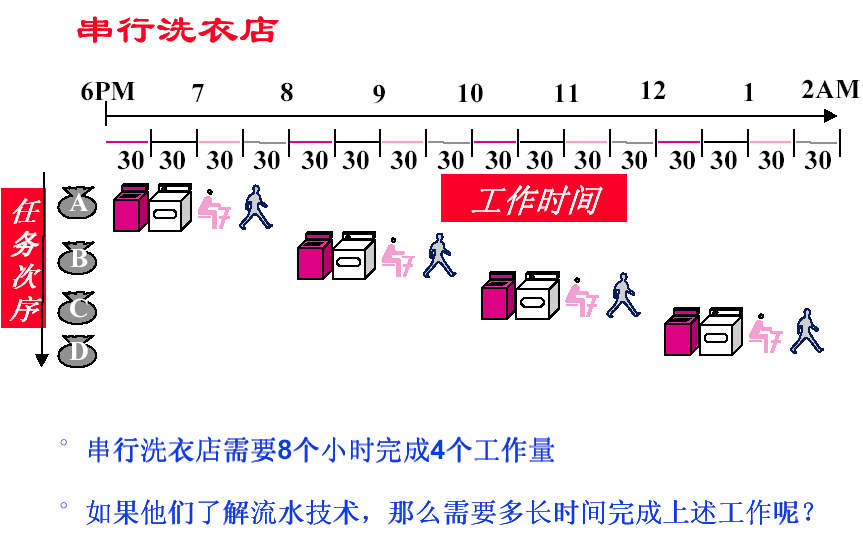 串行洗衣店
6PM 7 8 9 10 11 12 1 2AM
30 30 30 30 30 30 30 30 30 30 30 30 30 30 30 30
工作时间
任务次序
A
B
C
D
° 串行洗衣店需要8个小时完成4个工作量
° 如果他们了解流水技术，那么需要多长时间完成上述工作呢？